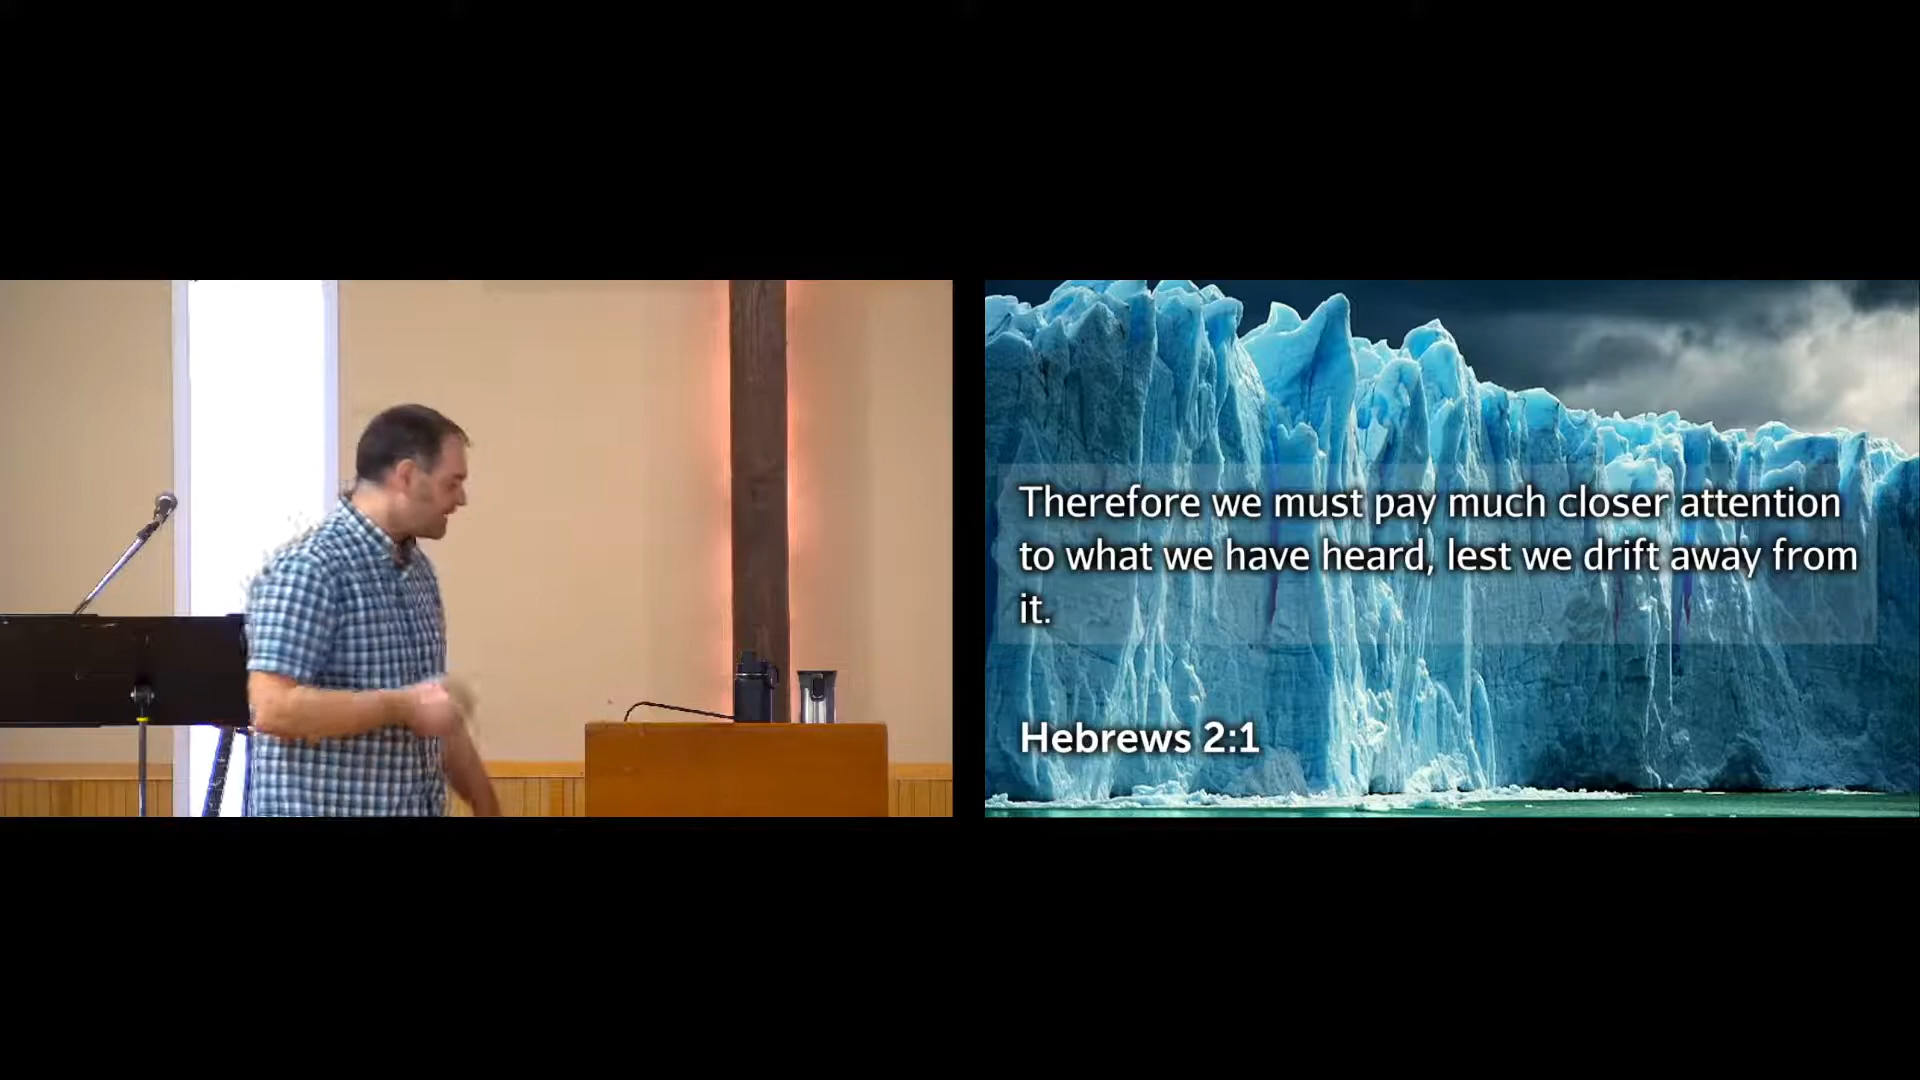 Therefore we must pay much closer attention
to what we have heard, lest we drift away from
it.
Hebrews 2:1